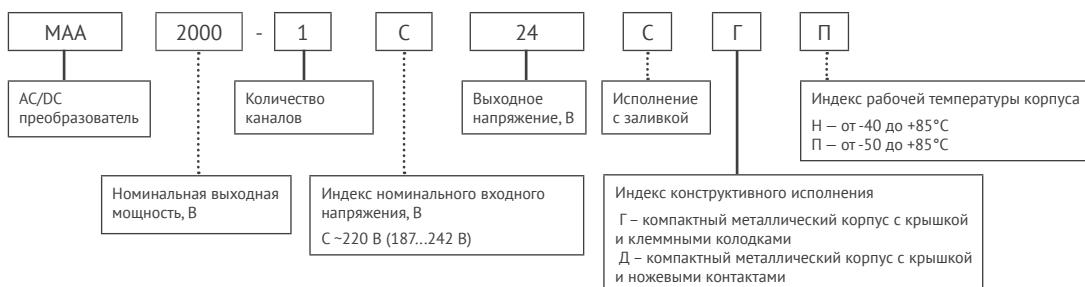 МАА 2000 - 1 С 24 С Г П
AC/DC
преобразователь
Количество
каналов
Выходное
напряжение, В
Исполнение
с заливкой
Индекс рабочей температуры корпуса
Н — от -40 до +85°C
П — от -50 до +85°C
Номинальная выходная
мощность, В
Индекс номинального входного
напряжения, В
С ~220 В (187...242 В)
Индекс конструктивного исполнения
Г – компактный металлический корпус с крышкой
и клеммными колодками
Д – компактный металлический корпус с крышкой
и ножевыми контактами